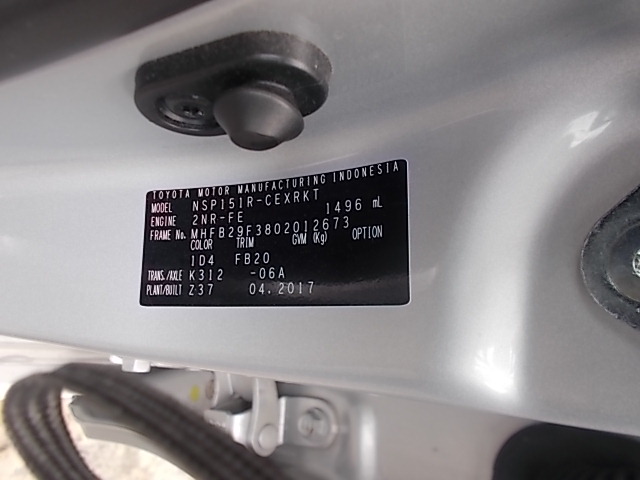 TOYOTA MOTOR MANUFACTURING INDONESIA
MODEL NSP151R-CEXRKT
ENGINE 2NR-FE 1496 mL
FRAME No. MHFB29F3802012673
COLOR TRIM GVM (Kg) OPTION
1D4 FB20
TRANS./AXLE K312 -06A
PLANT/BUILT Z37 04.2017